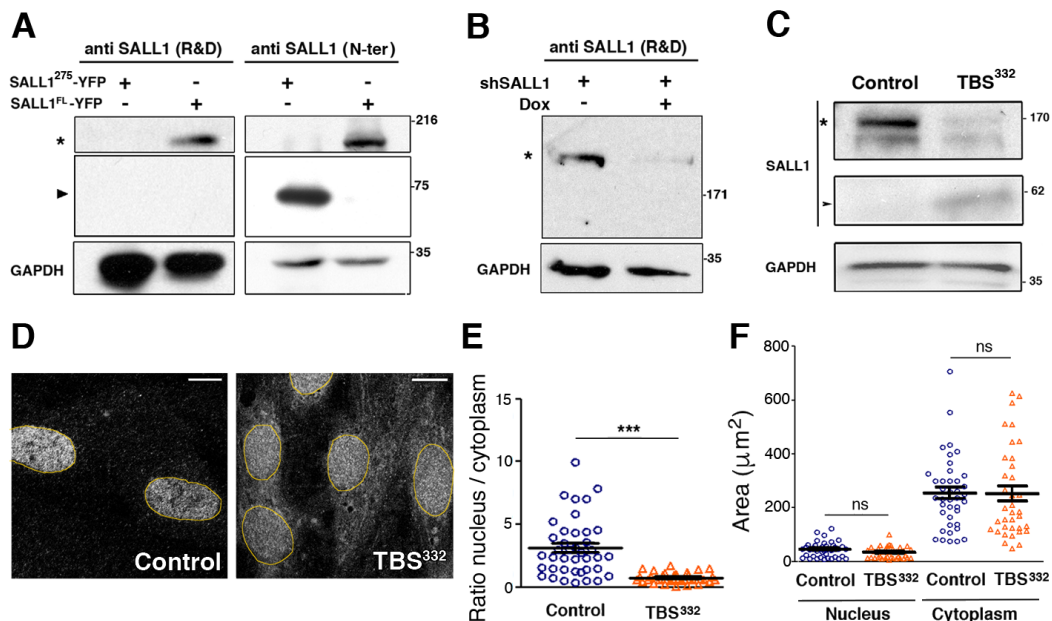 A
anti SALL1 (R&D)
anti SALL1 (N-ter)
SALL1²⁷⁵-YFP + - + -
SALL1ᶠᴸ-YFP - + - +
*
-216
-75
-35
GAPDH
B
anti SALL1 (R&D)
shSALL1 + +
Dox - +
*
-171
-35
GAPDH
C
Control TBS³³²
*
SALL1
- 170
- 62
GAPDH
- 35
D
Control
TBS³³²
E
Ratio nucleus / cytoplasm
15
10
5
0
***
Control TBS³³²
F
Area (μm²)
800
600
400
200
0
ns
ns
Control TBS³³² Control TBS³³²
Nucleus Cytoplasm